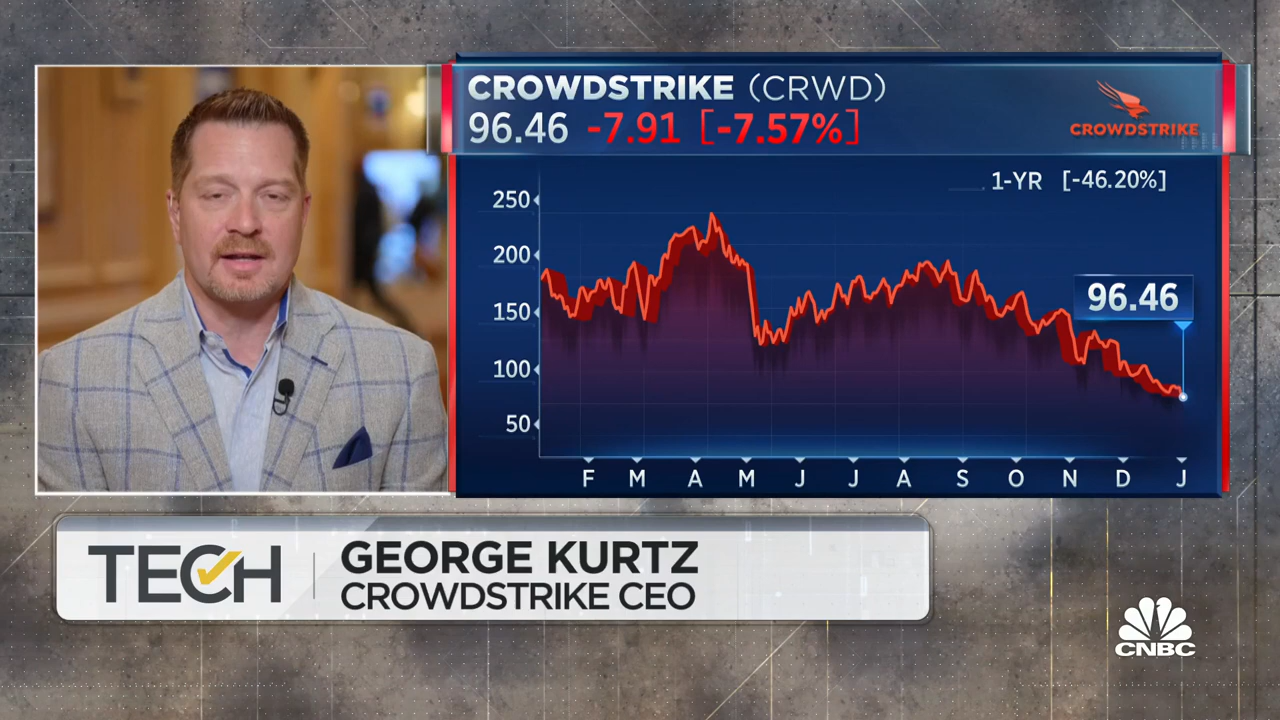 CROWDSTRIKE (CRWD)
96.46 -7.91 [-7.57%]
CROWDSTRIKE
1-YR [-46.20%]
250
200
150
100
50
96.46
F M A M J J A S O N D J
TECH
GEORGE KURTZ
CROWDSTRIKE CEO
CNBC